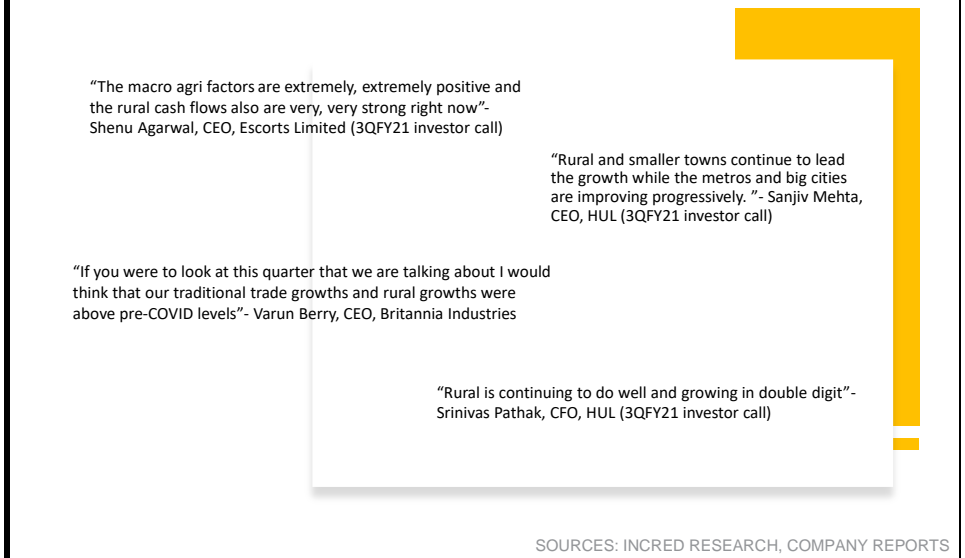 “The macro agri factors are extremely, extremely positive and
the rural cash flows also are very, very strong right now”-
Shenu Agarwal, CEO, Escorts Limited (3QFY21 investor call)
“Rural and smaller towns continue to lead
the growth while the metros and big cities
are improving progressively. ”- Sanjiv Mehta,
CEO, HUL (3QFY21 investor call)
“If you were to look at this quarter that we are talking about I would
think that our traditional trade growths and rural growths were
above pre-COVID levels”- Varun Berry, CEO, Britannia Industries
“Rural is continuing to do well and growing in double digit”-
Srinivas Pathak, CFO, HUL (3QFY21 investor call)
SOURCES: INCRED RESEARCH, COMPANY REPORTS